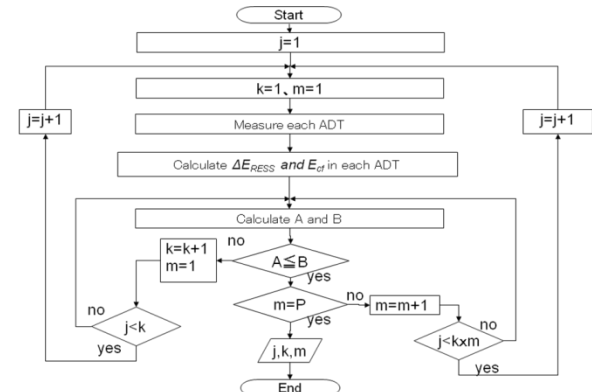 Start
j=1
k=1、m=1
j=j+1
j=j+1
Measure each ADT
Calculate ΔE_RESS and E_cf in each ADT
Calculate A and B
no
k=k+1
m=1
A≦B
yes
no
m=P
no
m=m+1
j<k
yes
j<k×m
no
yes
j,k,m
yes
End